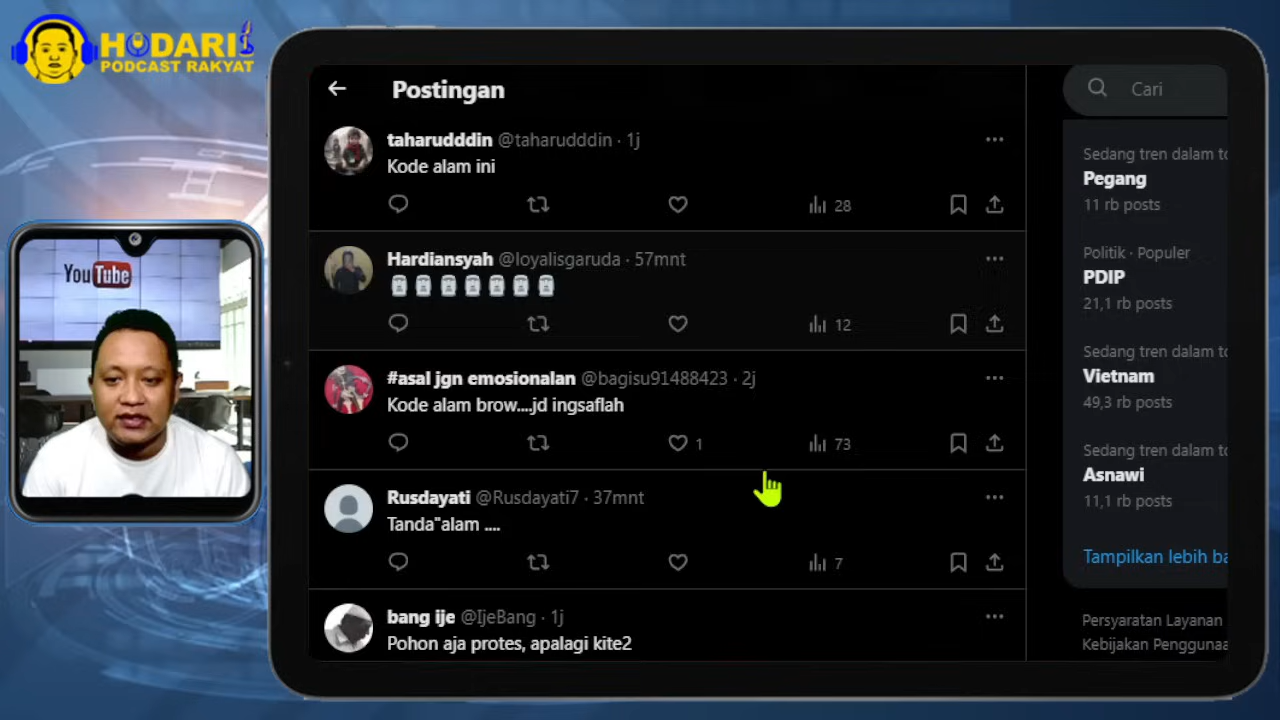 HODARI
PODCAST RAKYAT
YouTube
Postingan
taharudddin @taharudddin · 1j
Kode alam ini
28
Hardiansyah @loyalisgaruda · 57mnt
12
#asal jgn emosionalan @bagisu91488423 · 2j
Kode alam brow....jd ingsaflah
1 73
Rusdayati @Rusdayati7 · 37mnt
Tanda"alam ....
7
bang ije @IjeBang · 1j
Pohon aja protes, apalagi kite2
Cari
Sedang tren dalam to
Pegang
11 rb posts
Politik · Populer
PDIP
21,1 rb posts
Sedang tren dalam to
Vietnam
49,3 rb posts
Sedang tren dalam to
Asnawi
11,1 rb posts
Tampilkan lebih ba
Persyaratan Layanan
Kebijakan Penggunaa